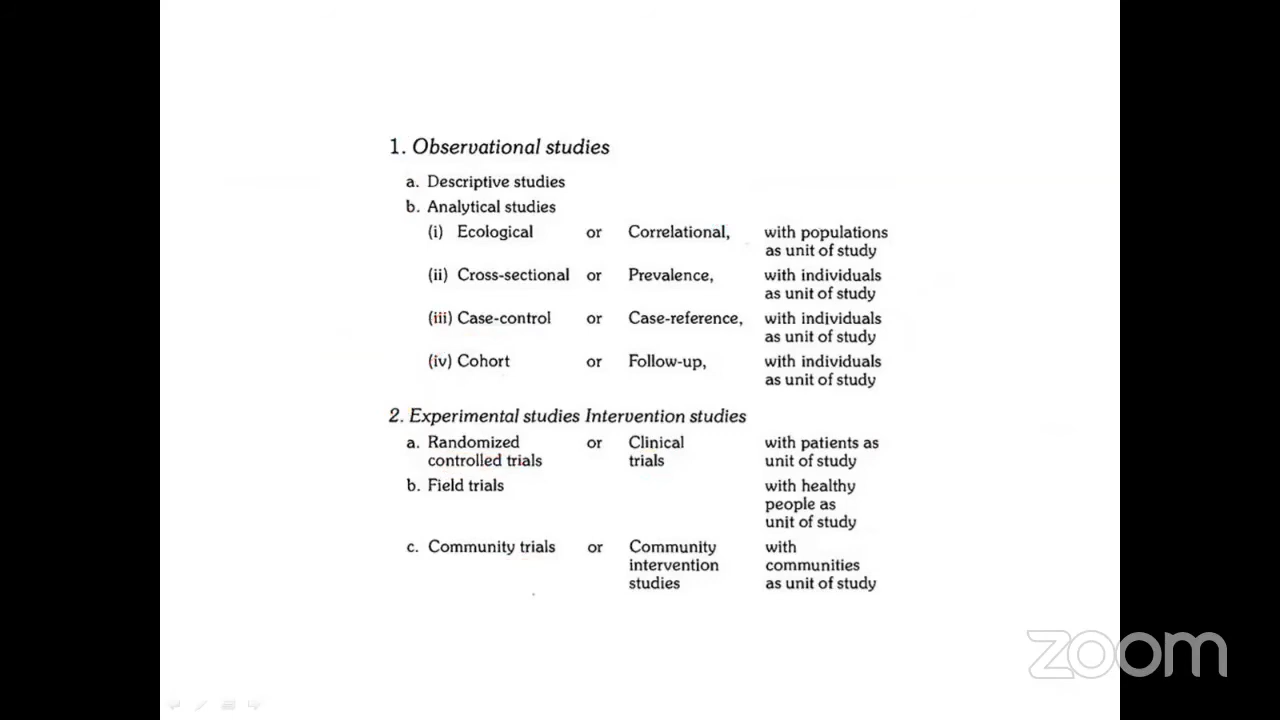 1. Observational studies
a. Descriptive studies
b. Analytical studies
(i) Ecological or Correlational, with populations
as unit of study
(ii) Cross-sectional or Prevalence, with individuals
as unit of study
(iii) Case-control or Case-reference, with individuals
as unit of study
(iv) Cohort or Follow-up, with individuals
as unit of study
2. Experimental studies Intervention studies
a. Randomized or Clinical with patients as
controlled trials trials unit of study
b. Field trials with healthy
people as
unit of study
c. Community trials or Community with
intervention communities
studies as unit of study
zoom